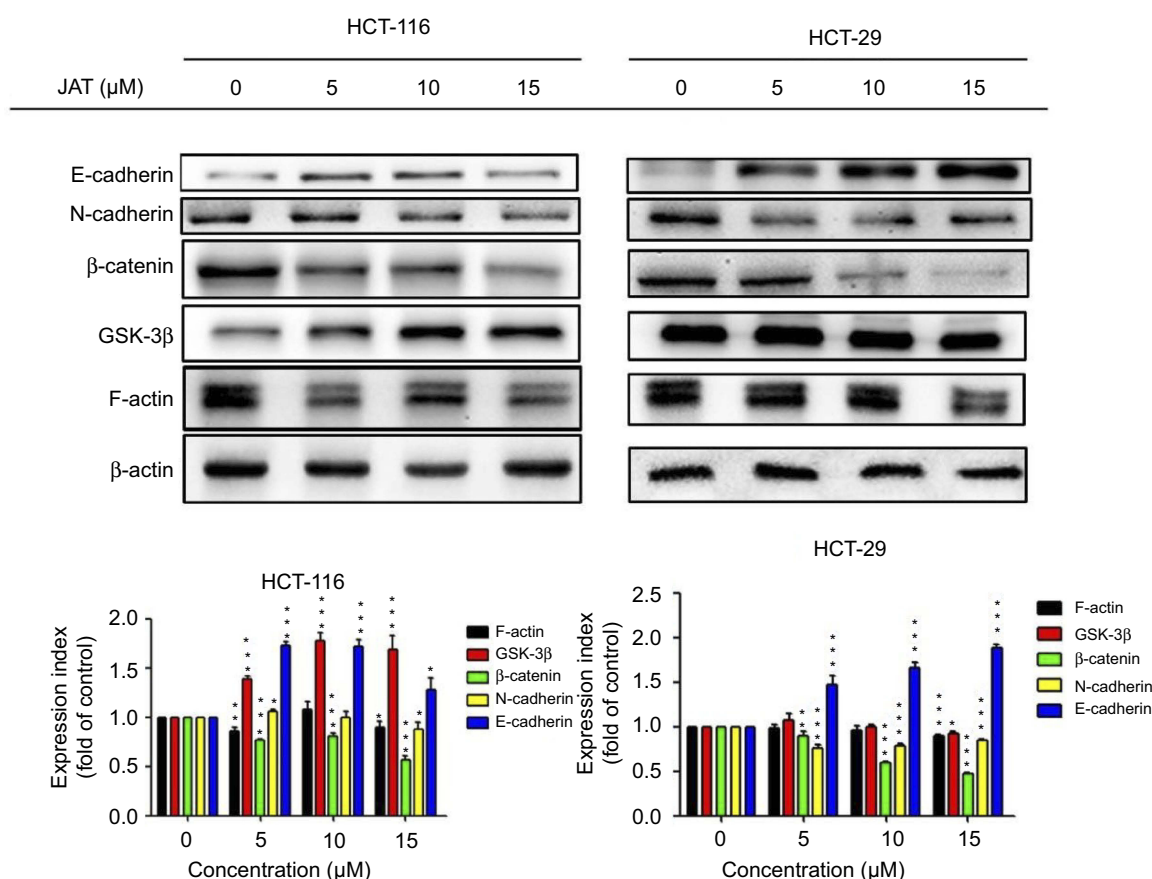 HCT-116
HCT-29
JAT (µM) 0 5 10 15 0 5 10 15
E-cadherin
N-cadherin
β-catenin
GSK-3β
F-actin
β-actin
HCT-116
Expression index
(fold of control)
2.0
1.5
1.0
0.5
0.0
** *** *** * *** *** *** *** * *** *** * *
0 5 10 15
Concentration (µM)
F-actin
GSK-3β
β-catenin
N-cadherin
E-cadherin
HCT-29
Expression index
(fold of control)
2.5
2.0
1.5
1.0
0.5
0.0
** *** *** *** *** *** *** * *** *** ***
0 5 10 15
Concentration (µM)
F-actin
GSK-3β
β-catenin
N-cadherin
E-cadherin